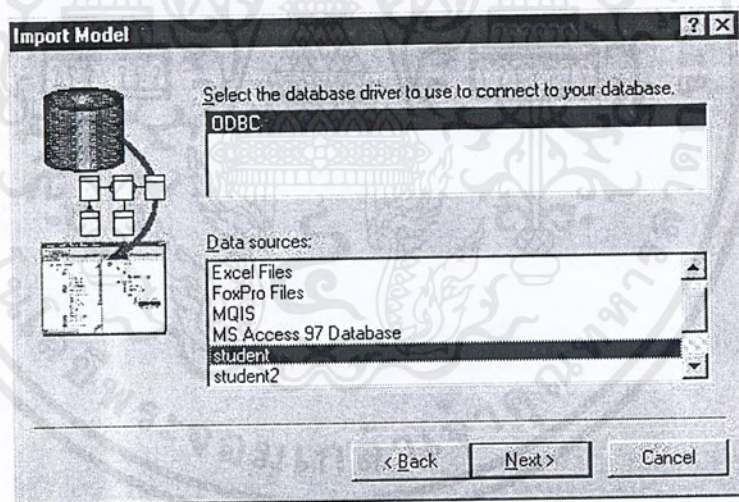 Import Model
Select the database driver to use to connect to your database.
ODBC
Data sources:
Excel Files
FoxPro Files
MQIS
MS Access 97 Database
student
student2
< Back
Next >
Cancel